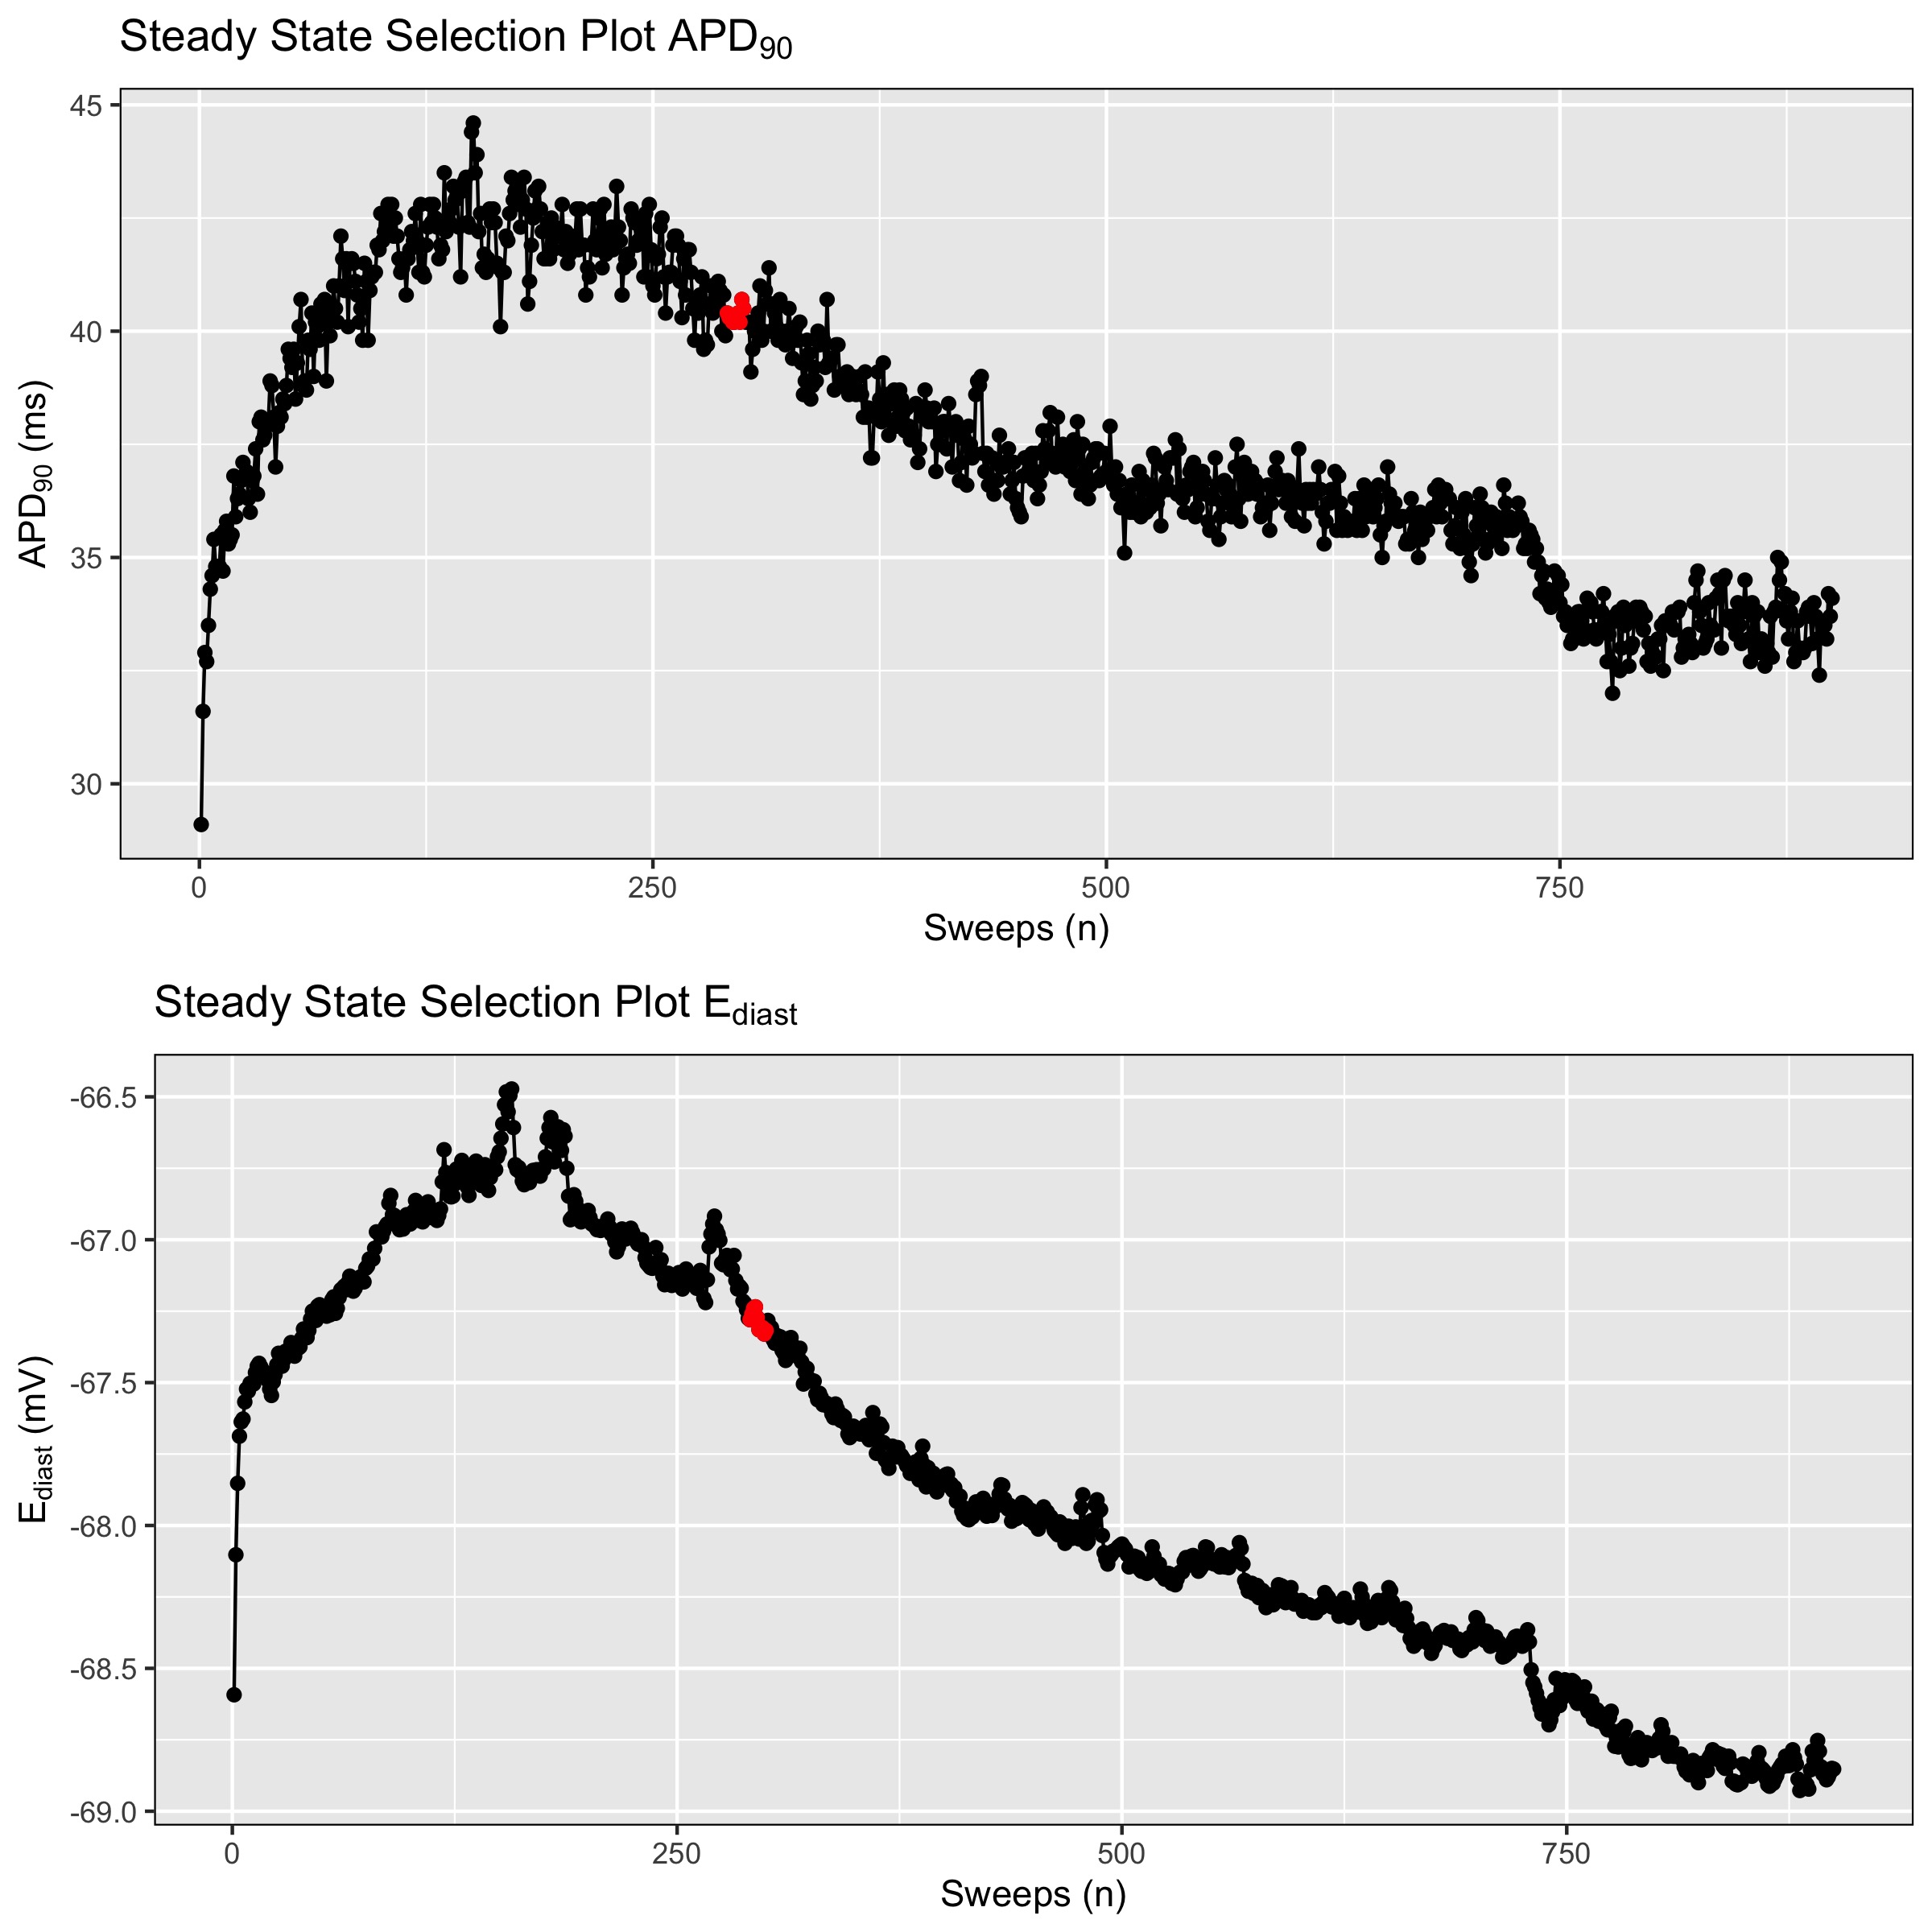 Steady State Selection Plot APD90
45
40
35
30
APD90 (ms)
0 250 500 750
Sweeps (n)
Steady State Selection Plot Ediast
-66.5
-67.0
-67.5
-68.0
-68.5
-69.0
Ediast (mV)
0 250 500 750
Sweeps (n)